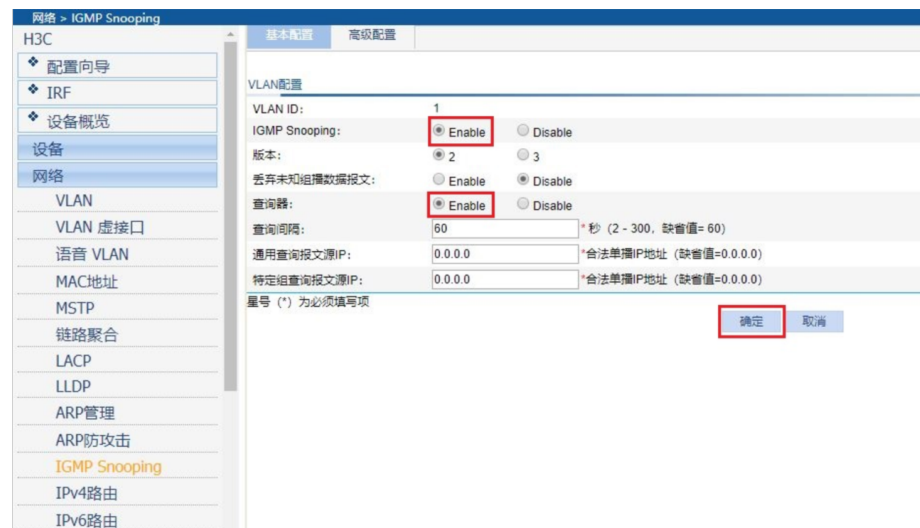 网络 > IGMP Snooping
H3C
基本配置 高级配置
配置向导
IRF
设备概览
设备
网络
VLAN
VLAN 虚接口
语音 VLAN
MAC地址
MSTP
链路聚合
LACP
LLDP
ARP管理
ARP防攻击
IGMP Snooping
IPv4路由
IPv6路由
VLAN配置
VLAN ID: 1
IGMP Snooping: Enable Disable
版本: 2 3
丢弃未知组播数据报文: Enable Disable
查询器: Enable Disable
查询间隔: 60 *秒 (2 - 300, 缺省值= 60)
通用查询报文源IP: 0.0.0.0 *合法单播IP地址 (缺省值=0.0.0.0)
特定组查询报文源IP: 0.0.0.0 *合法单播IP地址 (缺省值=0.0.0.0)
星号 (*) 为必须填写项
确定 取消